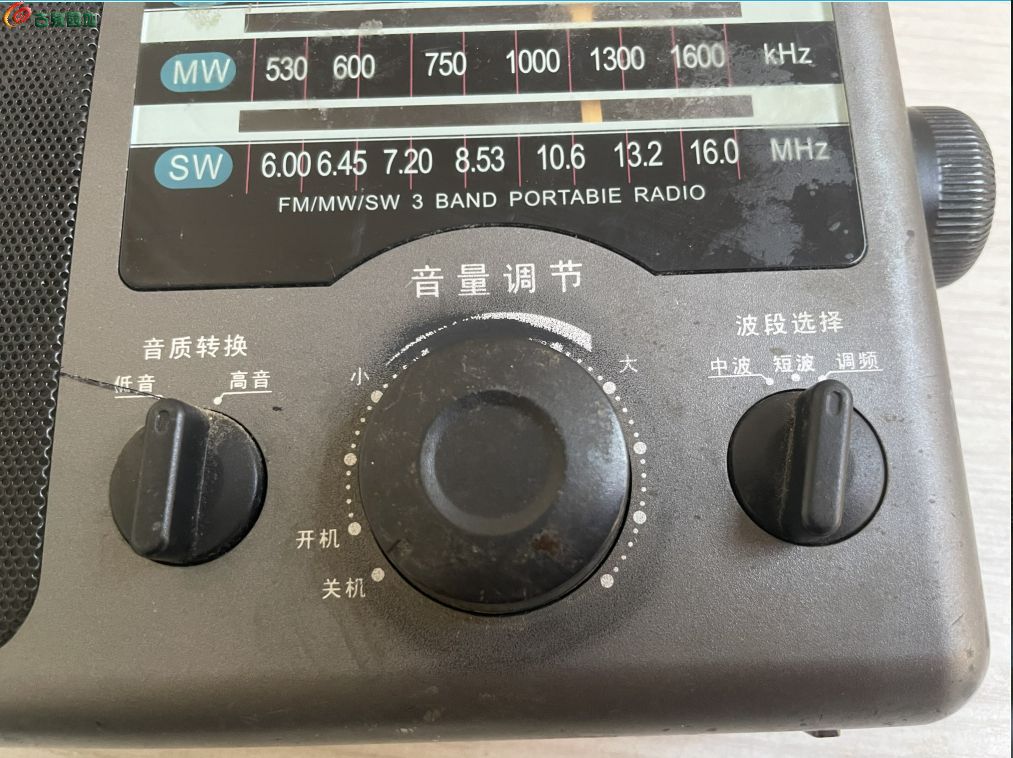 MW 530 600 750 1000 1300 1600 kHz
SW 6.00 6.45 7.20 8.53 10.6 13.2 16.0 MHz
FM/MW/SW 3 BAND PORTABIE RADIO
音量调节
音质转换
低音 高音
小 大
开机
关机
波段选择
中波 短波 调频